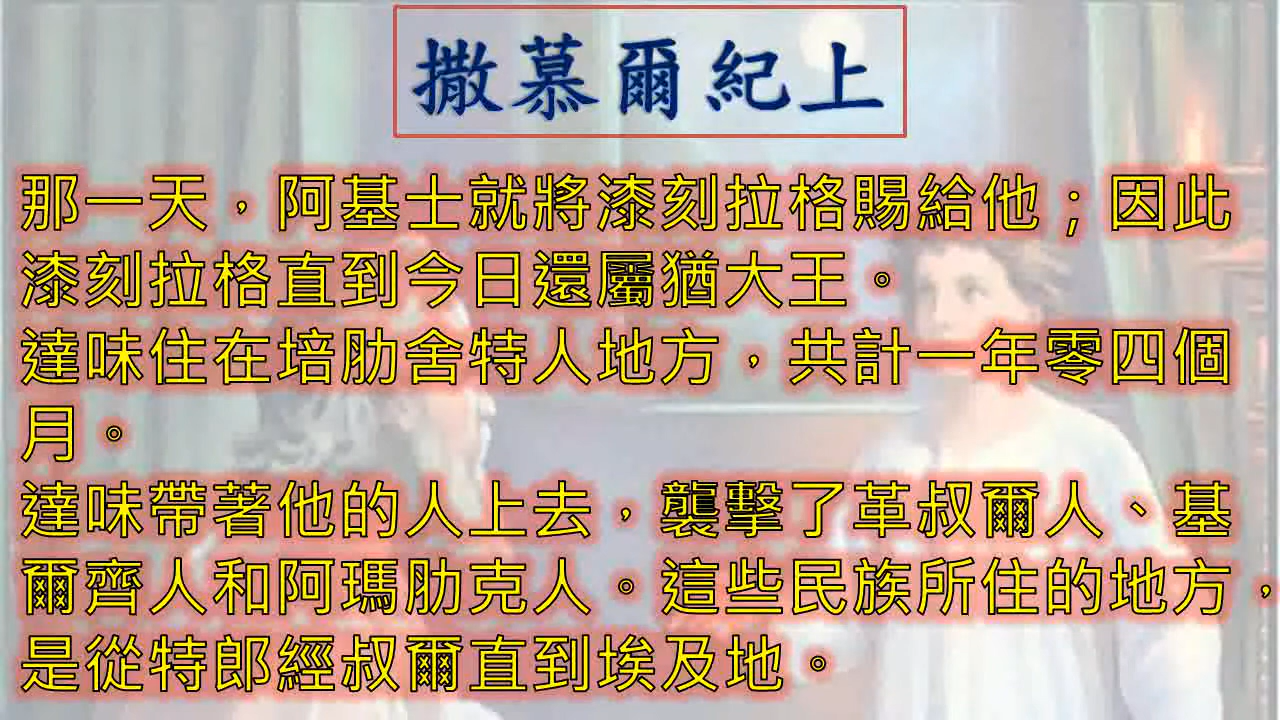 撒慕爾紀上
那一天，阿基士就將漆刻拉格賜給他；因此
漆刻拉格直到今日還屬猶大王。
達味住在培肋舍特人地方，共計一年零四個
月。
達味帶著他的人上去，襲擊了革叔爾人、基
爾齊人和阿瑪肋克人。這些民族所住的地方，
是從特郎經叔爾直到埃及地。